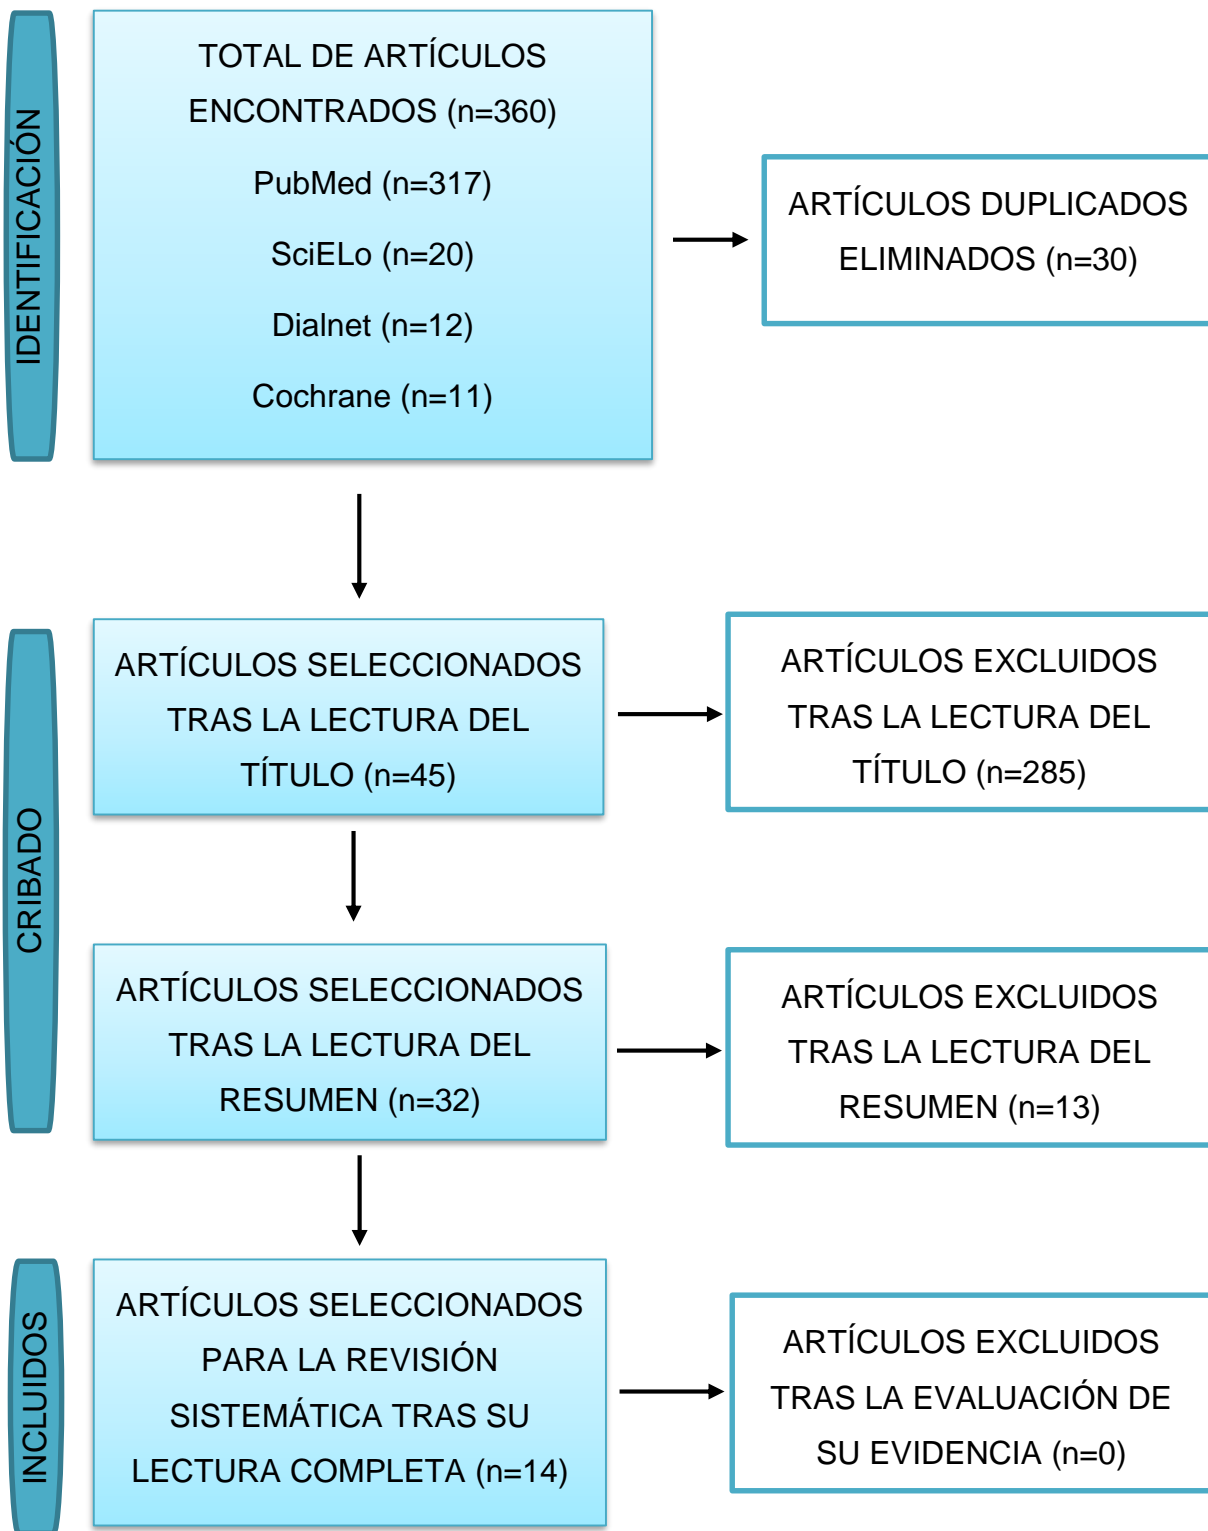 IDENTIFICACIÓN
TOTAL DE ARTÍCULOS
ENCONTRADOS (n=360)
PubMed (n=317)
SciELo (n=20)
Dialnet (n=12)
Cochrane (n=11)
ARTÍCULOS DUPLICADOS
ELIMINADOS (n=30)
CRIBADO
ARTÍCULOS SELECCIONADOS
TRAS LA LECTURA DEL
TÍTULO (n=45)
ARTÍCULOS EXCLUIDOS
TRAS LA LECTURA DEL
TÍTULO (n=285)
ARTÍCULOS SELECCIONADOS
TRAS LA LECTURA DEL
RESUMEN (n=32)
ARTÍCULOS EXCLUIDOS
TRAS LA LECTURA DEL
RESUMEN (n=13)
INCLUIDOS
ARTÍCULOS SELECCIONADOS
PARA LA REVISIÓN
SISTEMÁTICA TRAS SU
LECTURA COMPLETA (n=14)
ARTÍCULOS EXCLUIDOS
TRAS LA EVALUACIÓN DE
SU EVIDENCIA (n=0)